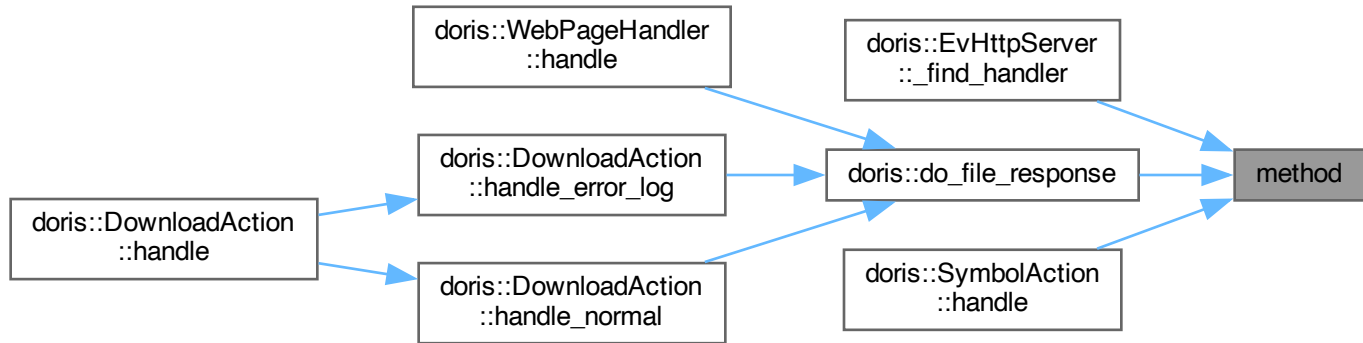 doris::WebPageHandler
::handle
doris::EvHttpServer
::_find_handler
doris::DownloadAction
::handle_error_log
doris::do_file_response
method
doris::DownloadAction
::handle
doris::DownloadAction
::handle_normal
doris::SymbolAction
::handle